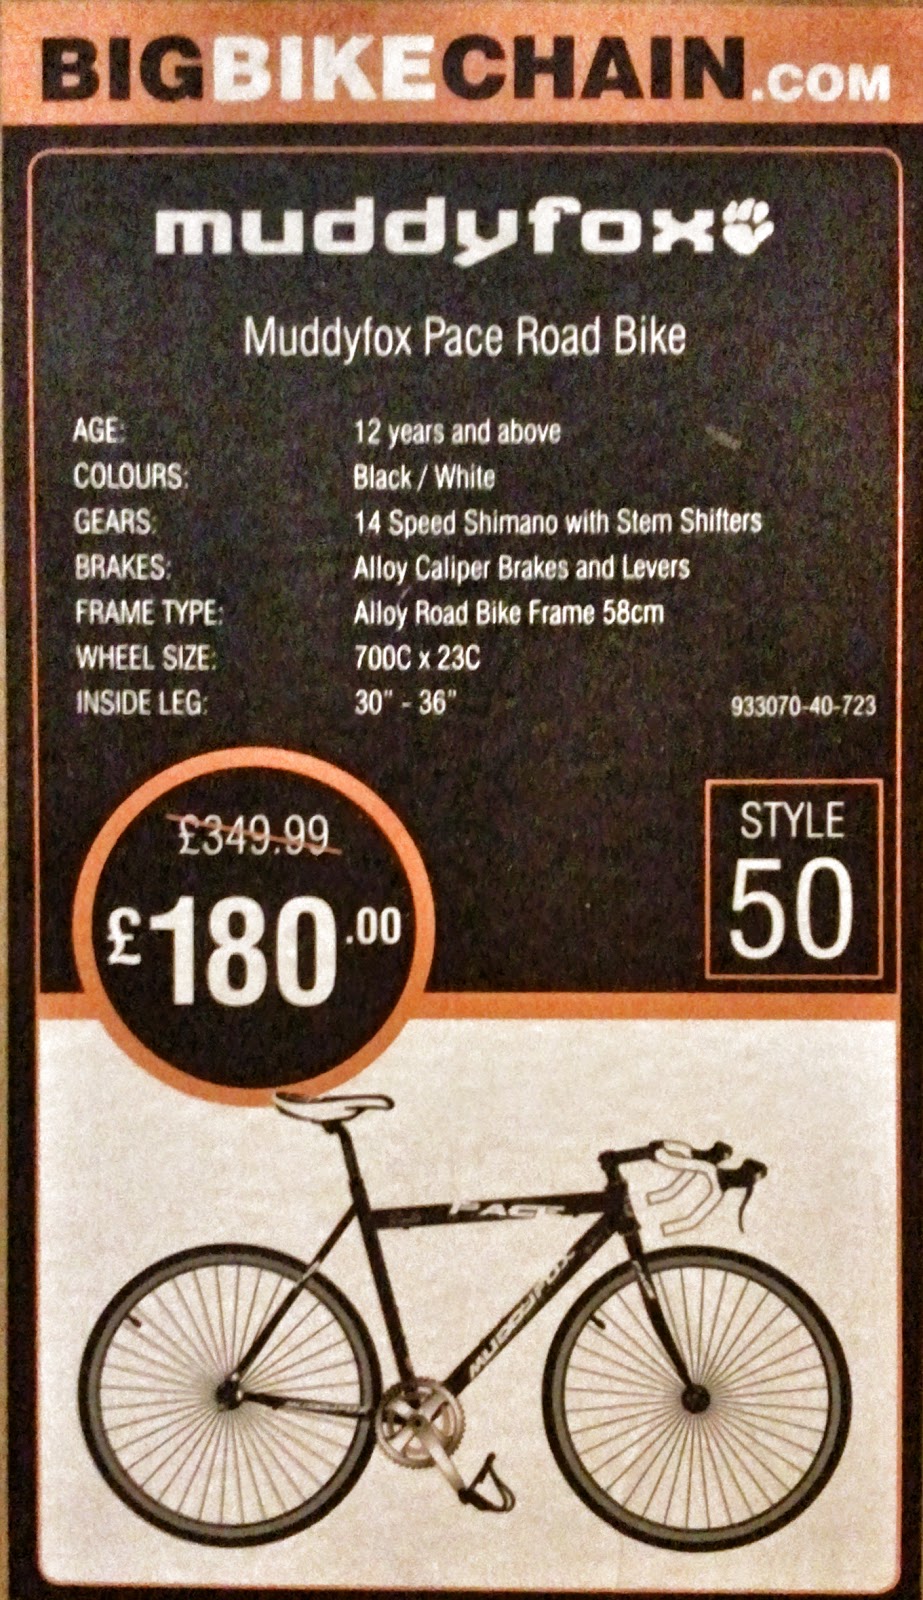 BIGBIKECHAIN.COM
muddyfox
Muddyfox Pace Road Bike
AGE: 12 years and above
COLOURS: Black / White
GEARS: 14 Speed Shimano with Stem Shifters
BRAKES: Alloy Caliper Brakes and Levers
FRAME TYPE: Alloy Road Bike Frame 58cm
WHEEL SIZE: 700C x 23C
INSIDE LEG: 30" - 36"
933070-40-723
£349.99
£180.00
STYLE
50
PACE
MUDDYFOX